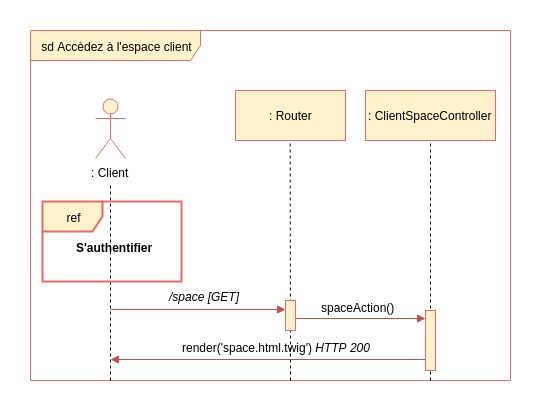 sd Accèdez à l'espace client
: Client
: Router
: ClientSpaceController
ref
S'authentifier
/space [GET]
spaceAction()
render('space.html.twig') HTTP 200